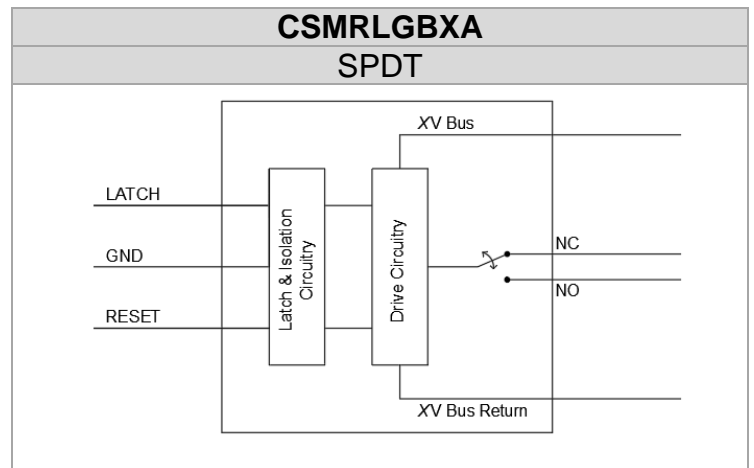 CSMRLGBXA
SPDT
XV Bus
LATCH
GND
RESET
Latch & Isolation
Circuitry
Drive Circuitry
NC
NO
XV Bus Return